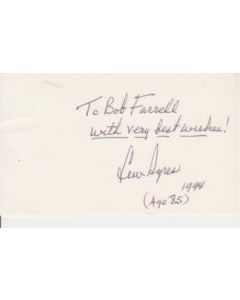 To Bob Farrell
with very best wishes!
Lew Ayres
1994
(Age 85)